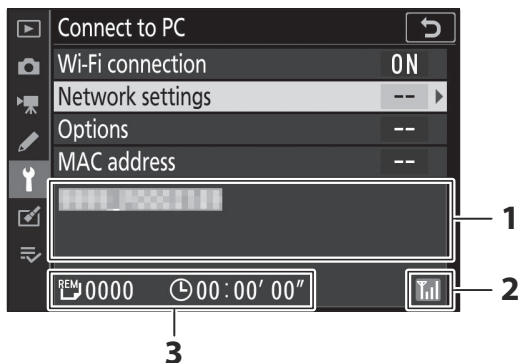 Connect to PC
Wi-Fi connection ON
Network settings --
Options --
MAC address --
1
REM 0000 00:00′ 00″
2
3